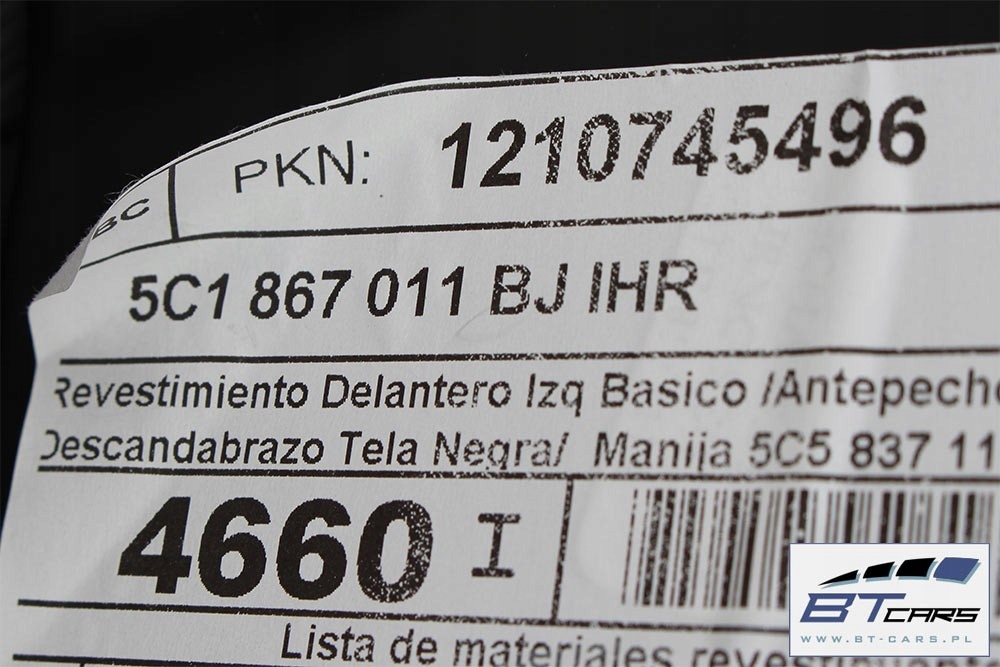 PKN: 1210745496
BC
5C1 867 011 BJ IHR
Revestimiento Delantero Izq Basico /Antepecho
Descandabrazo Tela Negra/ Manija 5C5 837 11
4660 I
BT CARS
WWW.BT-CARS.PL
Lista de materiales